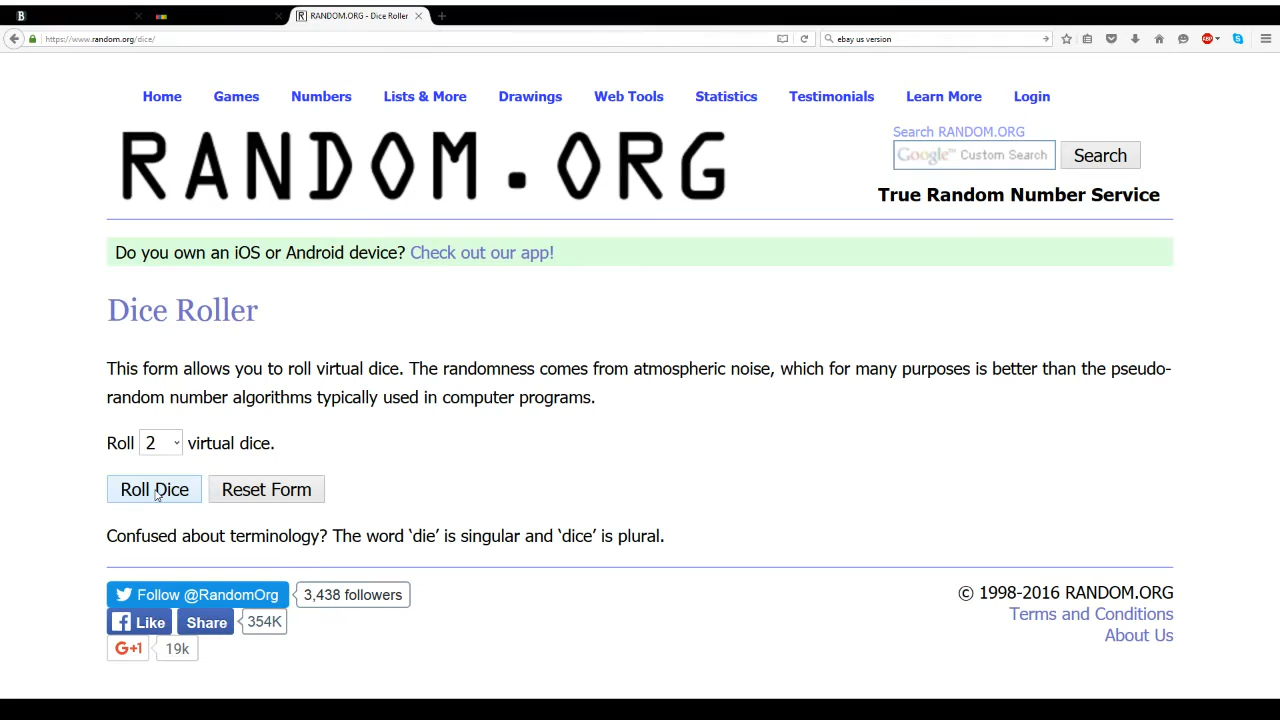 B
RANDOM.ORG - Dice Roller
https://www.random.org/dice/
ebay us version
ABP
Home Games Numbers Lists & More Drawings Web Tools Statistics Testimonials Learn More Login
RANDOM.ORG
Search RANDOM.ORG
Google™ Custom Search Search
True Random Number Service
Do you own an iOS or Android device? Check out our app!
Dice Roller
This form allows you to roll virtual dice. The randomness comes from atmospheric noise, which for many purposes is better than the pseudo-
random number algorithms typically used in computer programs.
Roll 2 virtual dice.
Roll Dice Reset Form
Confused about terminology? The word ‘die’ is singular and ‘dice’ is plural.
Follow @RandomOrg 3,438 followers
Like Share 354K
G+1 19k
© 1998-2016 RANDOM.ORG
Terms and Conditions
About Us